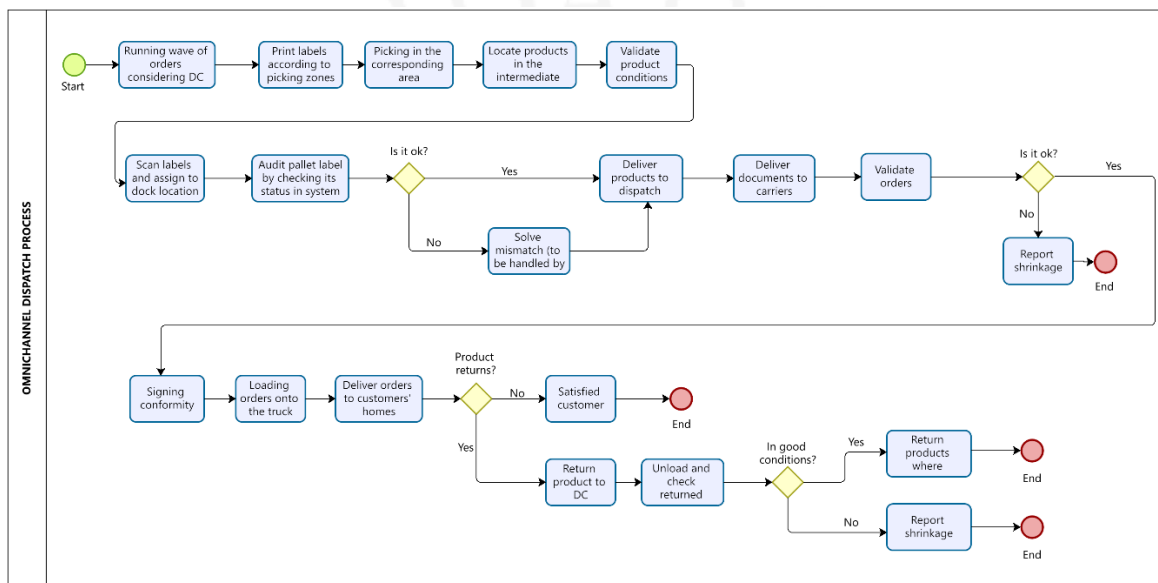 OMNICHANNEL DISPATCH PROCESS
Start
Running wave of
orders
considering DC
Print labels
according to
picking zones
Picking in the
corresponding
area
Locate products
in the
intermediate
Validate
product
conditions
Scan labels
and assign to
dock location
Audit pallet label
by checking its
status in system
Is it ok?
Yes
No
Solve
mismatch (to
be handled by
Deliver
products to
dispatch
Deliver
documents to
carriers
Validate
orders
Is it ok?
Yes
No
Report
shrinkage
End
Signing
conformity
Loading
orders onto
the truck
Deliver orders
to customers'
homes
Product
returns?
No
Satisfied
customer
End
Yes
Return
product to
DC
Unload and
check
returned
In good
conditions?
Yes
Return
products
where
End
No
Report
shrinkage
End